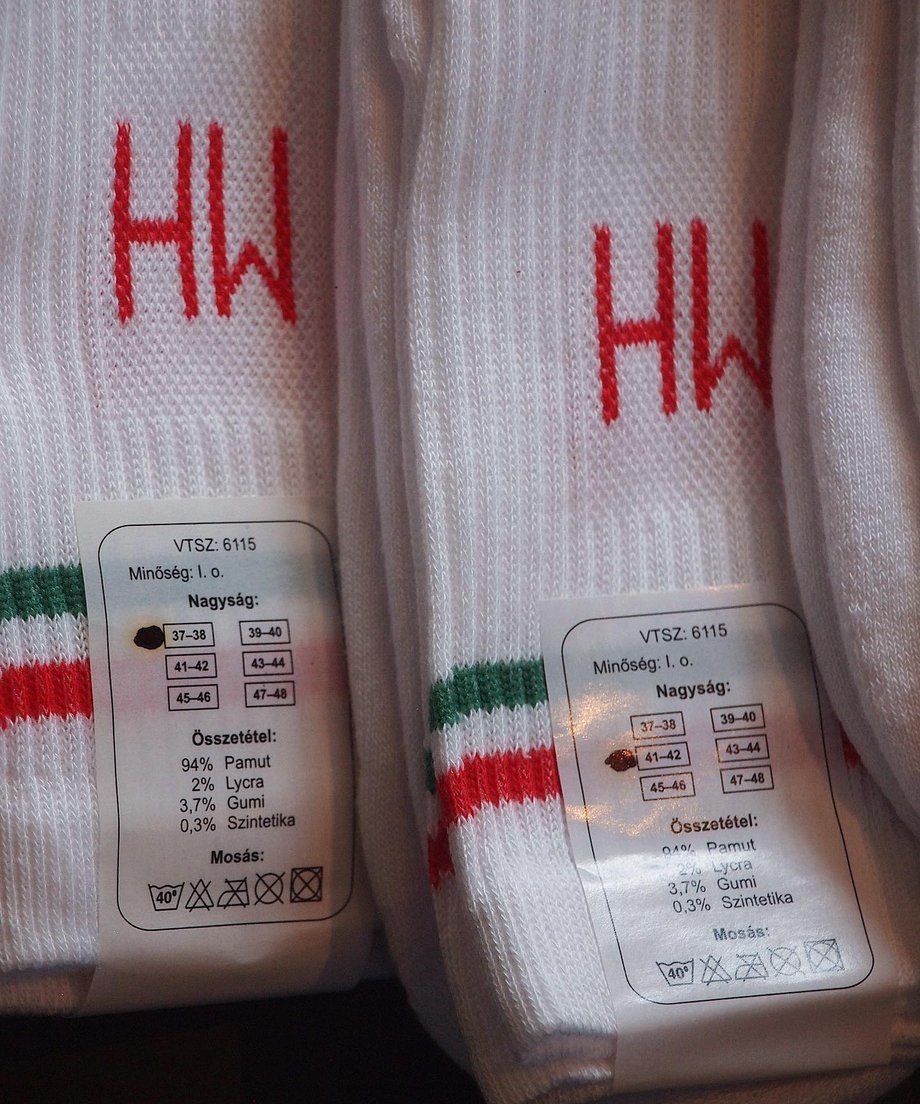 HW
VTSZ: 6115
Minőség: I. o.
Nagyság:
37–38 39–40
41–42 43–44
45–46 47–48
Összetétel:
94% Pamut
2% Lycra
3,7% Gumi
0,3% Szintetika
Mosás:
40°
HW
VTSZ: 6115
Minőség: I. o.
Nagyság:
37–38 39–40
41–42 43–44
45–46 47–48
Összetétel:
94% Pamut
2% Lycra
3,7% Gumi
0,3% Szintetika
Mosás:
40°